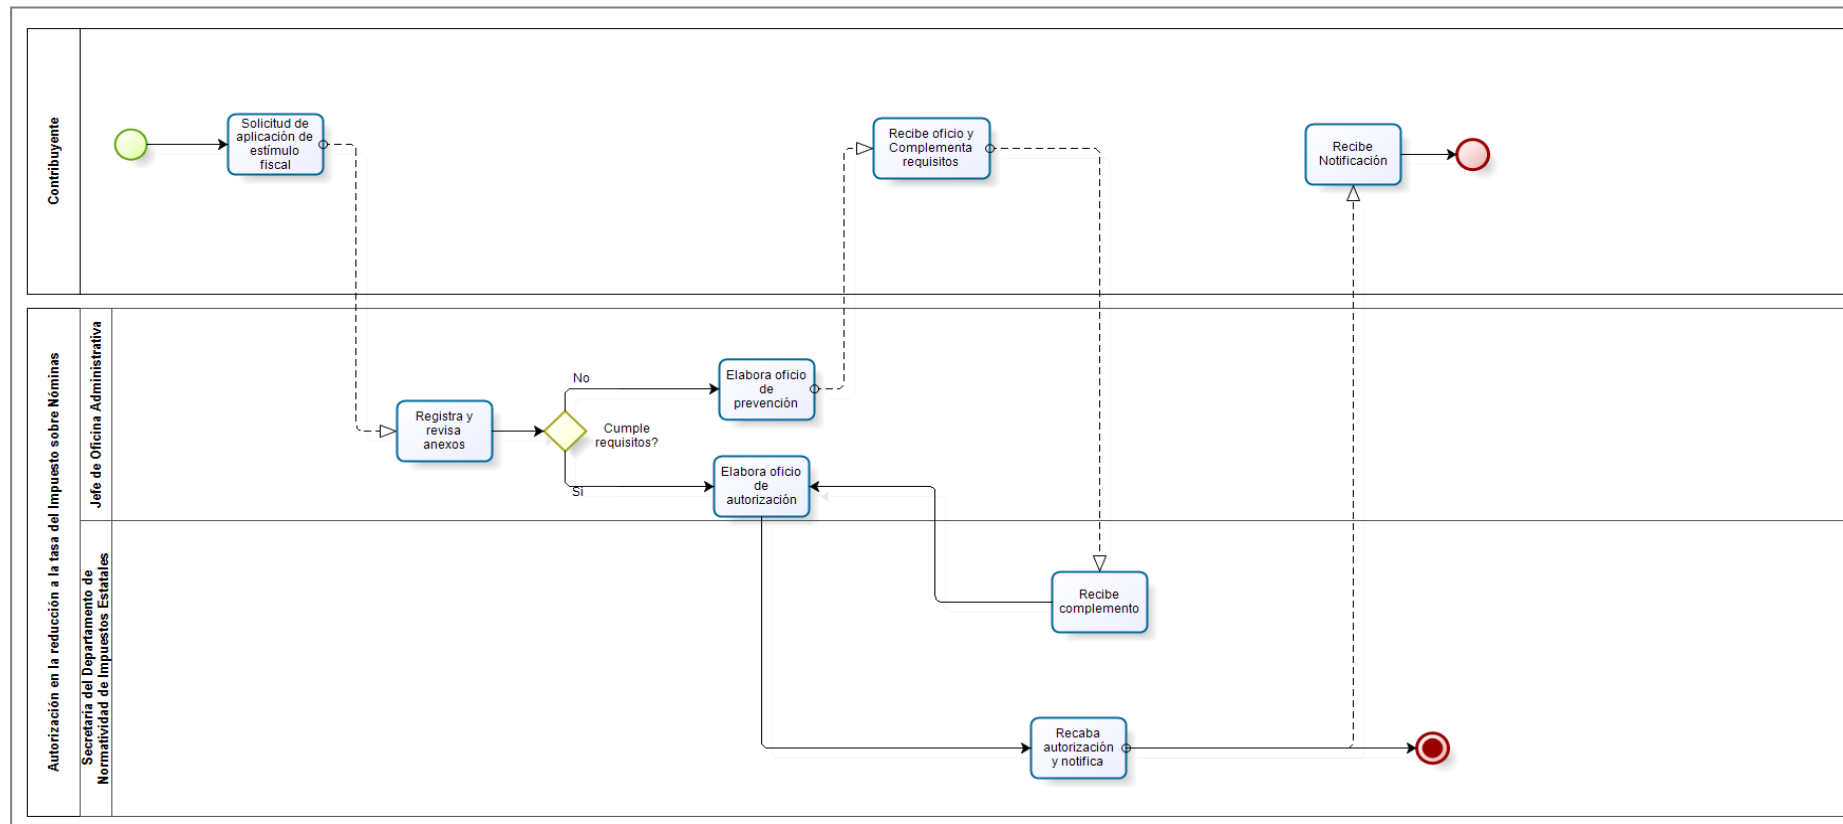 Contribuyente
Solicitud de
aplicación de
estímulo
fiscal
Recibe oficio y
Complementa
requisitos
Recibe
Notificación
Autorización en la reducción a la tasa del Impuesto sobre Nóminas
Jefe de Oficina Administrativa
Registra y
revisa
anexos
No
Cumple
requisitos?
Si
Elabora oficio
de
prevención
Elabora oficio
de
autorización
Secretaria del Departamento de
Normatividad de Impuestos Estatales
Recibe
complemento
Recaba
autorización
y notifica